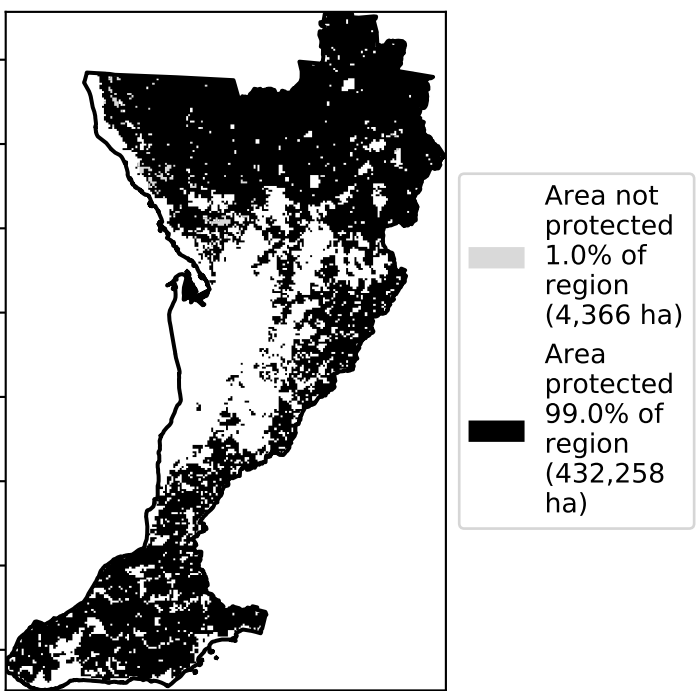 Area not
protected
1.0% of
region
(4,366 ha)
Area
protected
99.0% of
region
(432,258
ha)